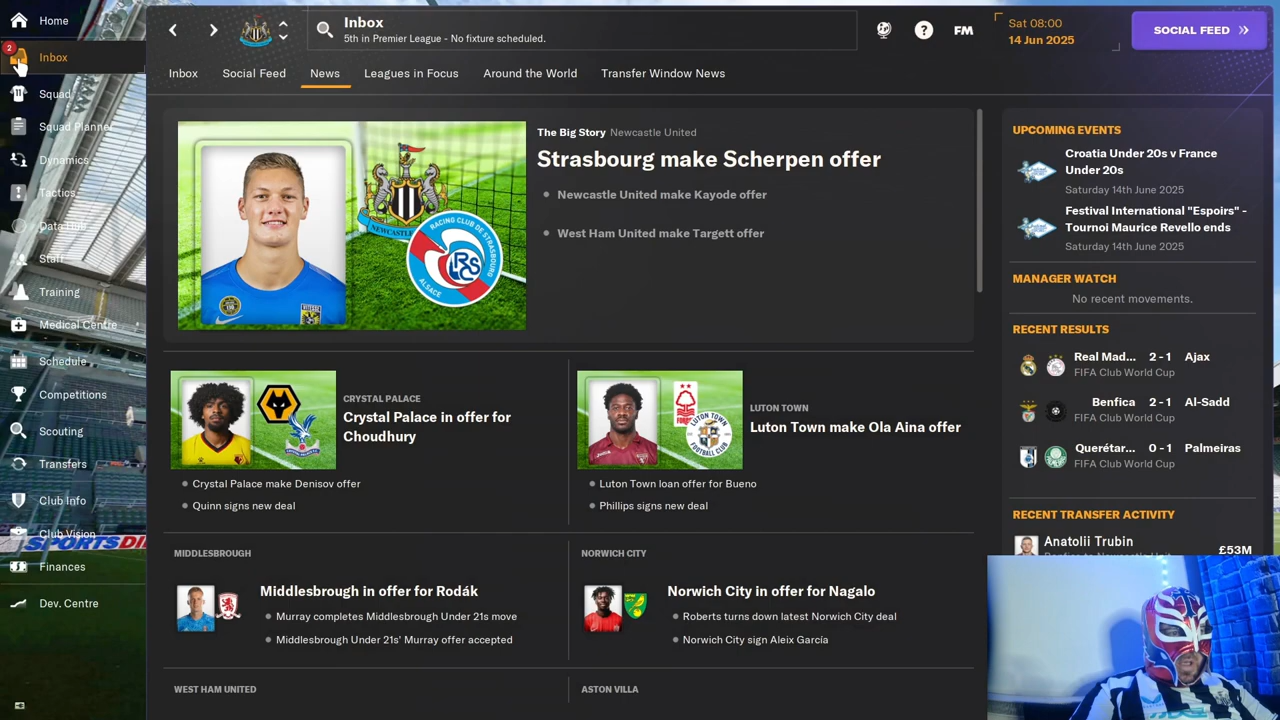 Home
2
Inbox
Squad
Squad Planner
Dynamics
Tactics
Data Hub
Staff
Training
Medical Centre
Schedule
Competitions
Scouting
Transfers
Club Info
Club Vision
SPORTS DI
Finances
Dev. Centre
Inbox
5th in Premier League - No fixture scheduled.
?
FM
Sat 08:00
14 Jun 2025
SOCIAL FEED
Inbox
Social Feed
News
Leagues in Focus
Around the World
Transfer Window News
The Big Story Newcastle United
Strasbourg make Scherpen offer
Newcastle United make Kayode offer
West Ham United make Targett offer
NEWCASTLE
RACING CLUB DE STRASBOURG
ALSACE
CRYSTAL PALACE
Crystal Palace in offer for
Choudhury
Crystal Palace make Denisov offer
Quinn signs new deal
LUTON TOWN
Luton Town make Ola Aina offer
Luton Town loan offer for Bueno
Phillips signs new deal
MIDDLESBROUGH
Middlesbrough in offer for Rodák
Murray completes Middlesbrough Under 21s move
Middlesbrough Under 21s' Murray offer accepted
NORWICH CITY
Norwich City in offer for Nagalo
Roberts turns down latest Norwich City deal
Norwich City sign Aleix García
WEST HAM UNITED
ASTON VILLA
UPCOMING EVENTS
Croatia Under 20s v France
Under 20s
Saturday 14th June 2025
Festival International "Espoirs" -
Tournoi Maurice Revello ends
Saturday 14th June 2025
MANAGER WATCH
No recent movements.
RECENT RESULTS
Real Mad... 2 - 1 Ajax
FIFA Club World Cup
Benfica 2 - 1 Al-Sadd
FIFA Club World Cup
Querétar... 0 - 1 Palmeiras
FIFA Club World Cup
RECENT TRANSFER ACTIVITY
Anatolii Trubin
£53M